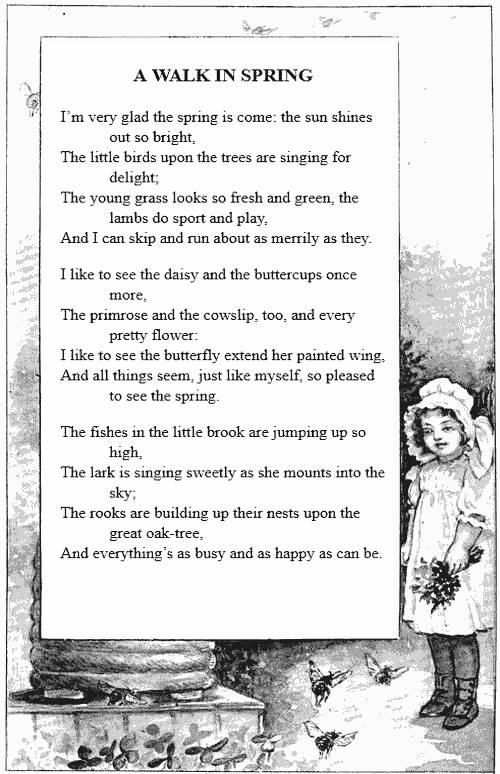 A WALK IN SPRING
I'm very glad the spring is come: the sun shines
out so bright,
The little birds upon the trees are singing for
delight;
The young grass looks so fresh and green, the
lambs do sport and play,
And I can skip and run about as merrily as they.
I like to see the daisy and the buttercups once
more,
The primrose and the cowslip, too, and every
pretty flower:
I like to see the butterfly extend her painted wing,
And all things seem, just like myself, so pleased
to see the spring.
The fishes in the little brook are jumping up so
high,
The lark is singing sweetly as she mounts into the
sky;
The rooks are building up their nests upon the
great oak-tree,
And everything's as busy and as happy as can be.